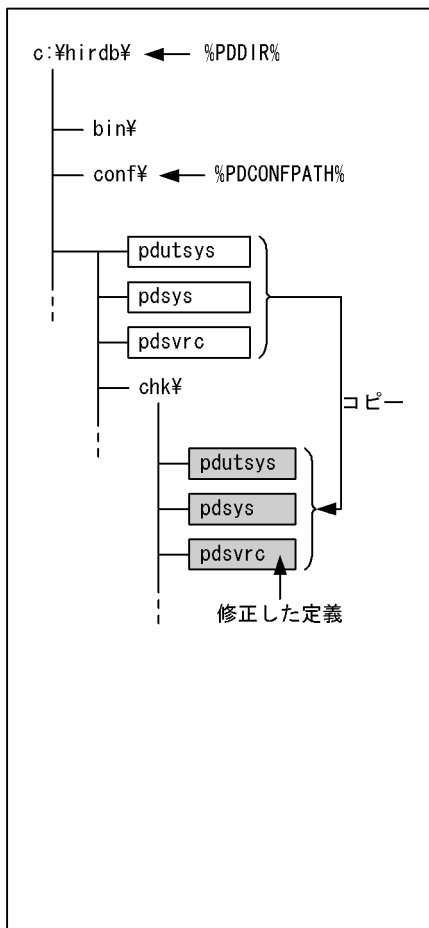 c:¥hirdb¥ %PDDIR%
bin¥
conf¥ %PDCONFPATH%
pdutsys
pdsys
pdsvrc
chk¥
コピー
pdutsys
pdsys
pdsvrc
修正した定義